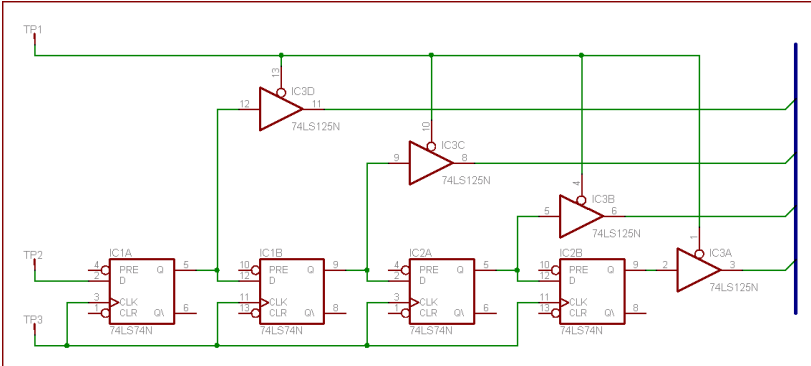 TP1
13
IC3D
12
11
74LS125N
10
IC3C
9
8
74LS125N
4
IC3B
5
6
74LS125N
1
IC3A
2
3
74LS125N
TP2
IC1A
4
PRE
Q
5
2
D
3
CLK
1
CLR
Q\
6
74LS74N
IC1B
10
PRE
Q
9
12
D
11
CLK
13
CLR
Q\
8
74LS74N
IC2A
4
PRE
Q
5
2
D
3
CLK
1
CLR
Q\
6
74LS74N
IC2B
10
PRE
Q
9
12
D
11
CLK
13
CLR
Q\
8
74LS74N
TP3